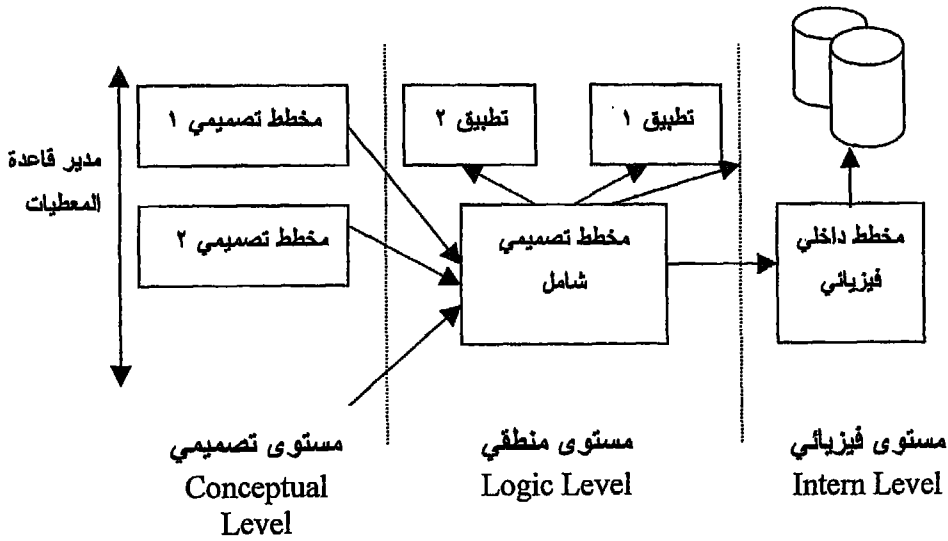 مدير قاعدة
المعطيات
مخطط تصميمي ١
مخطط تصميمي ٢
تطبيق ٢
تطبيق ١
مخطط تصميمي
شامل
مخطط داخلي
فيزيائي
مستوى تصميمي
Conceptual
Level
مستوى منطقي
Logic Level
مستوى فيزيائي
Intern Level